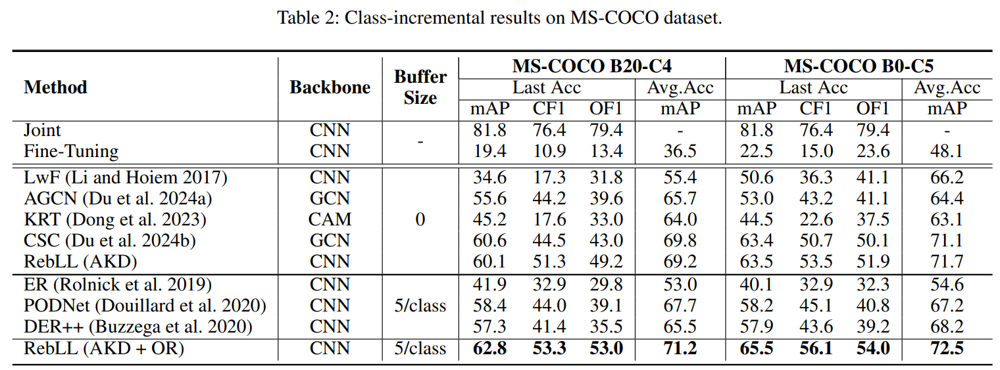 Table 2: Class-incremental results on MS-COCO dataset.
Method Backbone Buffer Size MS-COCO B20-C4 MS-COCO B0-C5
Last Acc Avg.Acc Last Acc Avg.Acc
mAP CF1 OF1 mAP mAP CF1 OF1 mAP
Joint CNN - 81.8 76.4 79.4 - 81.8 76.4 79.4 -
Fine-Tuning CNN 19.4 10.9 13.4 36.5 22.5 15.0 23.6 48.1
LwF (Li and Hoiem 2017) CNN 34.6 17.3 31.8 55.4 50.6 36.3 41.1 66.2
AGCN (Du et al. 2024a) GCN 55.6 44.2 39.6 65.7 53.0 43.2 41.1 64.4
KRT (Dong et al. 2023) CAM 0 45.2 17.6 33.0 64.0 44.5 22.6 37.5 63.1
CSC (Du et al. 2024b) GCN 60.6 44.5 43.0 69.8 63.4 50.7 50.1 71.1
RebLL (AKD) CNN 60.1 51.3 49.2 69.2 63.5 53.5 51.9 71.7
ER (Rolnick et al. 2019) CNN 41.9 32.9 29.8 53.0 40.1 32.9 32.3 54.6
PODNet (Douillard et al. 2020) CNN 5/class 58.4 44.0 39.1 67.7 58.2 45.1 40.8 67.2
DER++ (Buzzega et al. 2020) CNN 57.3 41.4 35.5 65.5 57.9 43.6 39.2 68.2
RebLL (AKD + OR) CNN 5/class 62.8 53.3 53.0 71.2 65.5 56.1 54.0 72.5